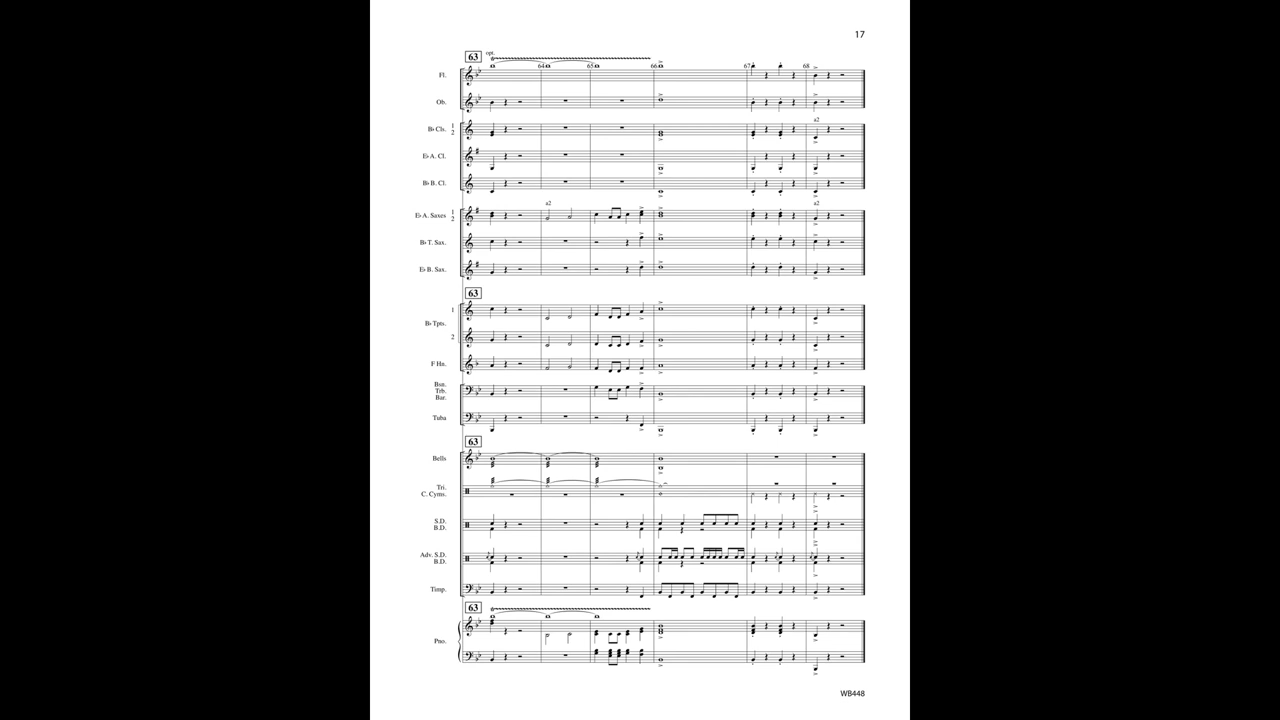 17
63
opt.
64 65 66 67 68
Fl.
Ob.
B♭ Cls. 1 2
a2
E♭ A. Cl.
B♭ B. Cl.
a2 a2
E♭ A. Saxes 1 2
B♭ T. Sax.
E♭ B. Sax.
63
1
B♭ Tpts.
2
F Hn.
Bsn.
Trb.
Bar.
Tuba
63
Bells
Tri.
C. Cyms.
S.D.
B.D.
Adv. S.D.
B.D.
Timp.
63
Pno.
WB448